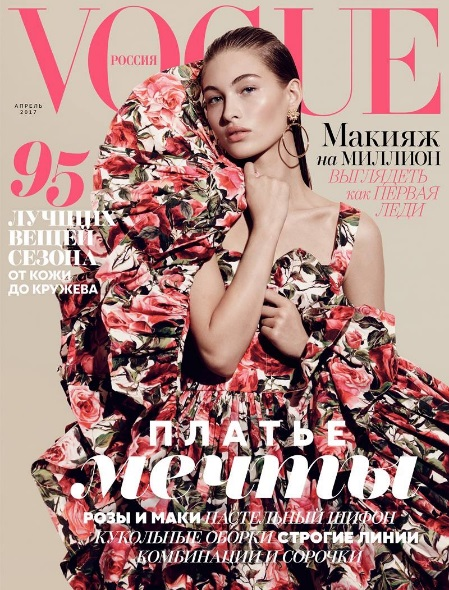 VOGUE
РОССИЯ
АПРЕЛЬ
2017
Макияж
на МИЛЛИОН
ВЫГЛЯДЕТЬ
как ПЕРВАЯ
ЛЕДИ
95
ЛУЧШИХ
ВЕЩЕЙ
СЕЗОНА
ОТ КОЖИ
ДО КРУЖЕВА
ПЛАТЬЕ
мечты
РОЗЫ И МАКИ ПАСТЕЛЬНЫЙ ШИФОН
КУКОЛЬНЫЕ ОБОРКИ СТРОГИЕ ЛИНИИ
КОМБИНАЦИИ И СОРОЧКИ